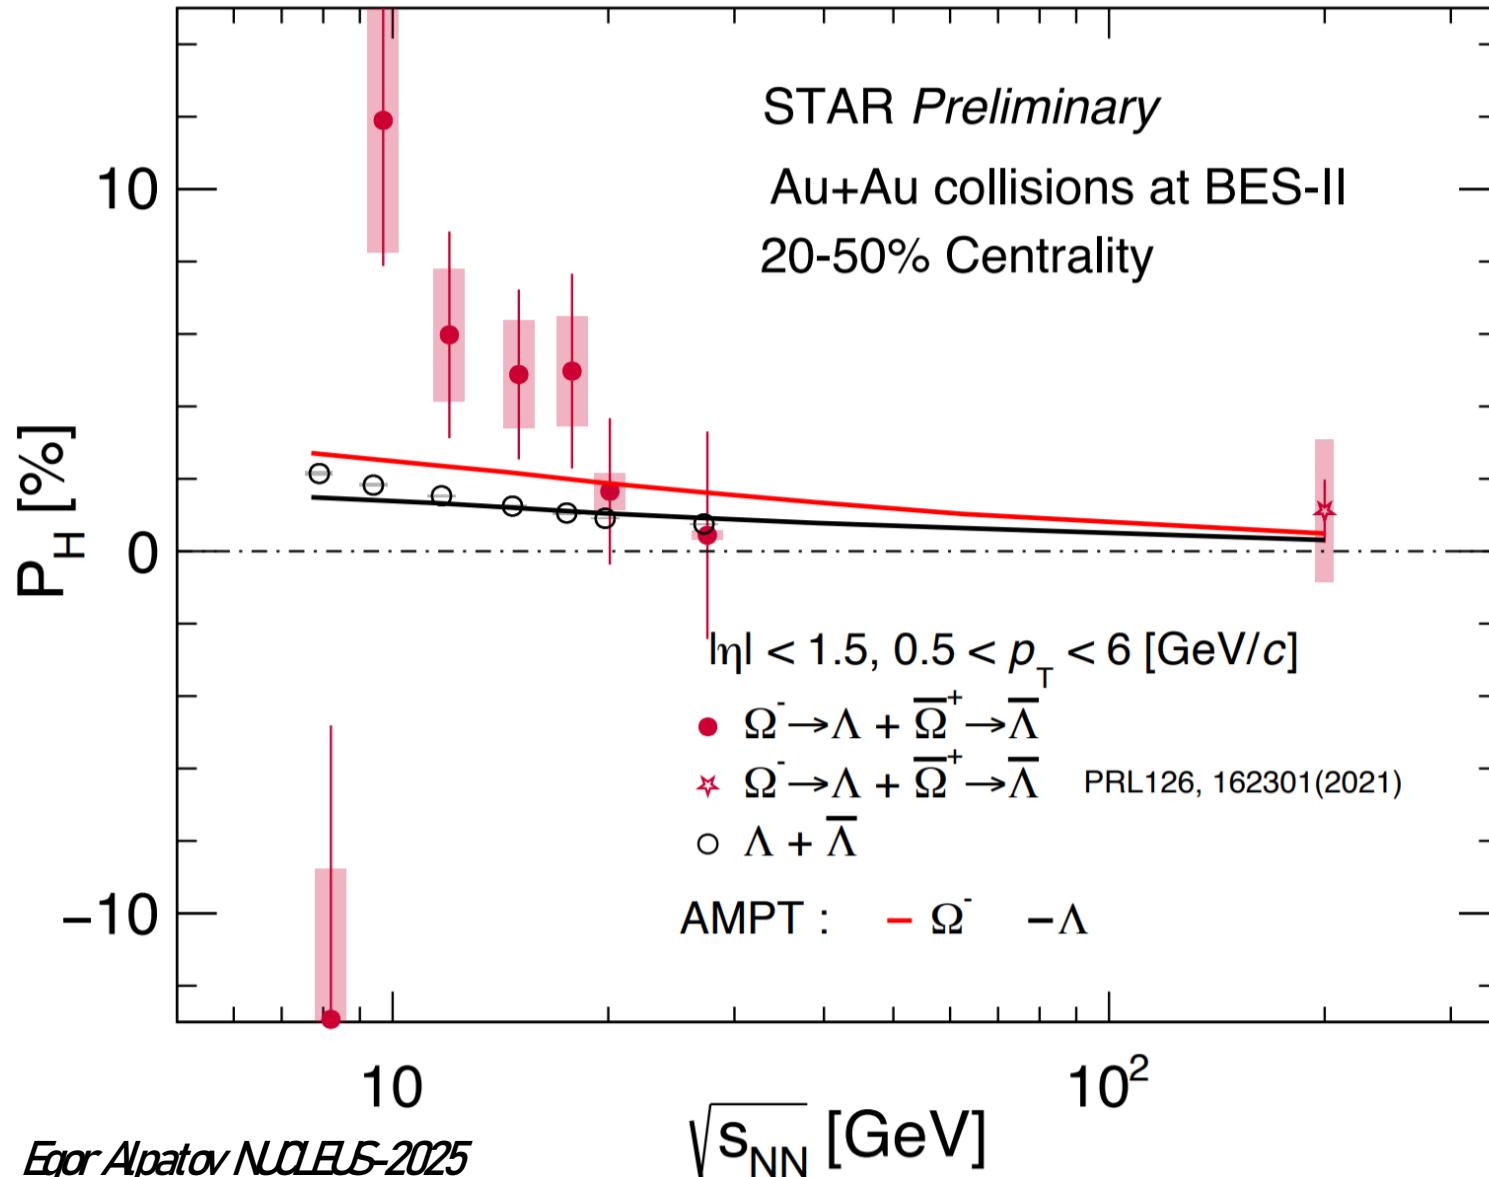 STAR Preliminary
Au+Au collisions at BES-II
20-50% Centrality
10
0
−10
P_H [%]
|η| < 1.5, 0.5 < p_T < 6 [GeV/c]
Ω⁻→Λ + Ω̅⁺→Λ̅
Ω⁻→Λ + Ω̅⁺→Λ̅ PRL126, 162301(2021)
Λ + Λ̅
AMPT : Ω⁻ Λ
10 10²
√s_NN [GeV]
Egor Alpatov NUCLEUS-2025